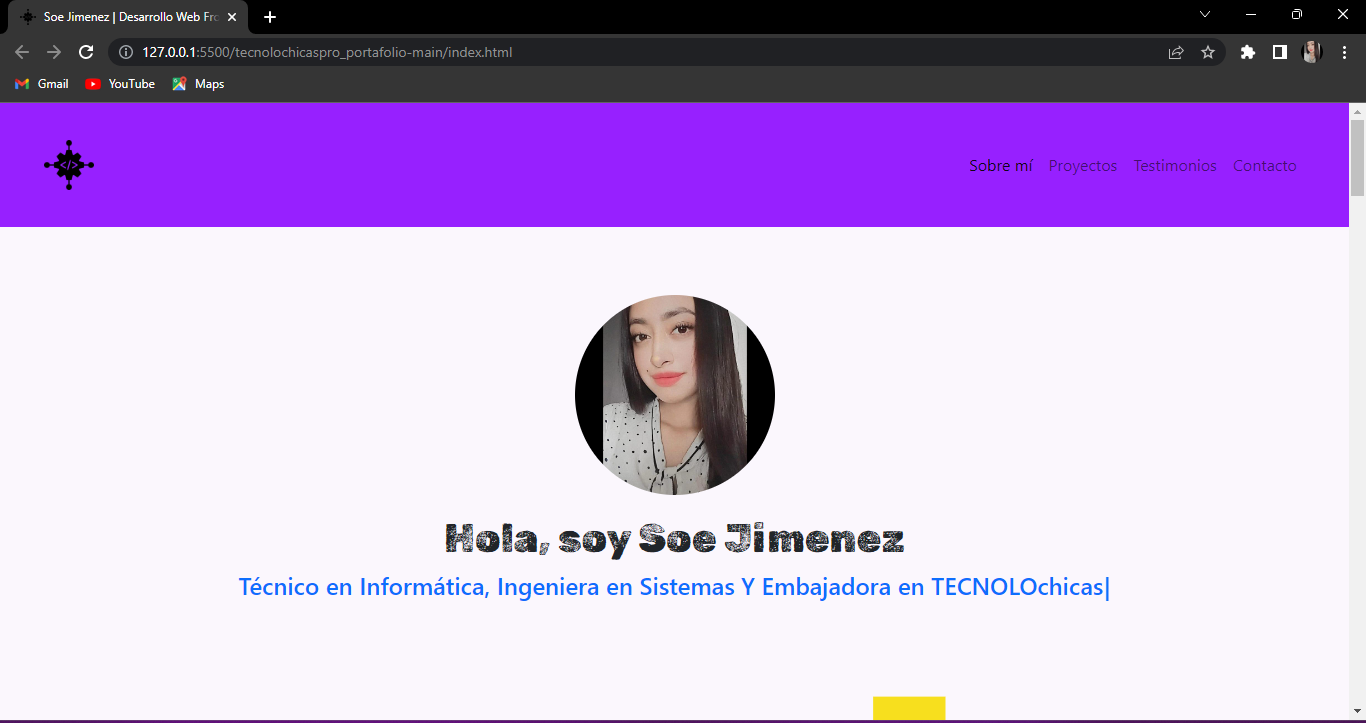 Soe Jimenez | Desarrollo Web Fro
127.0.0.1:5500/tecnolochicaspro_portafolio-main/index.html
Gmail YouTube Maps
</>
Sobre mí Proyectos Testimonios Contacto
Hola, soy Soe Jimenez
Técnico en Informática, Ingeniera en Sistemas Y Embajadora en TECNOLOchicas|